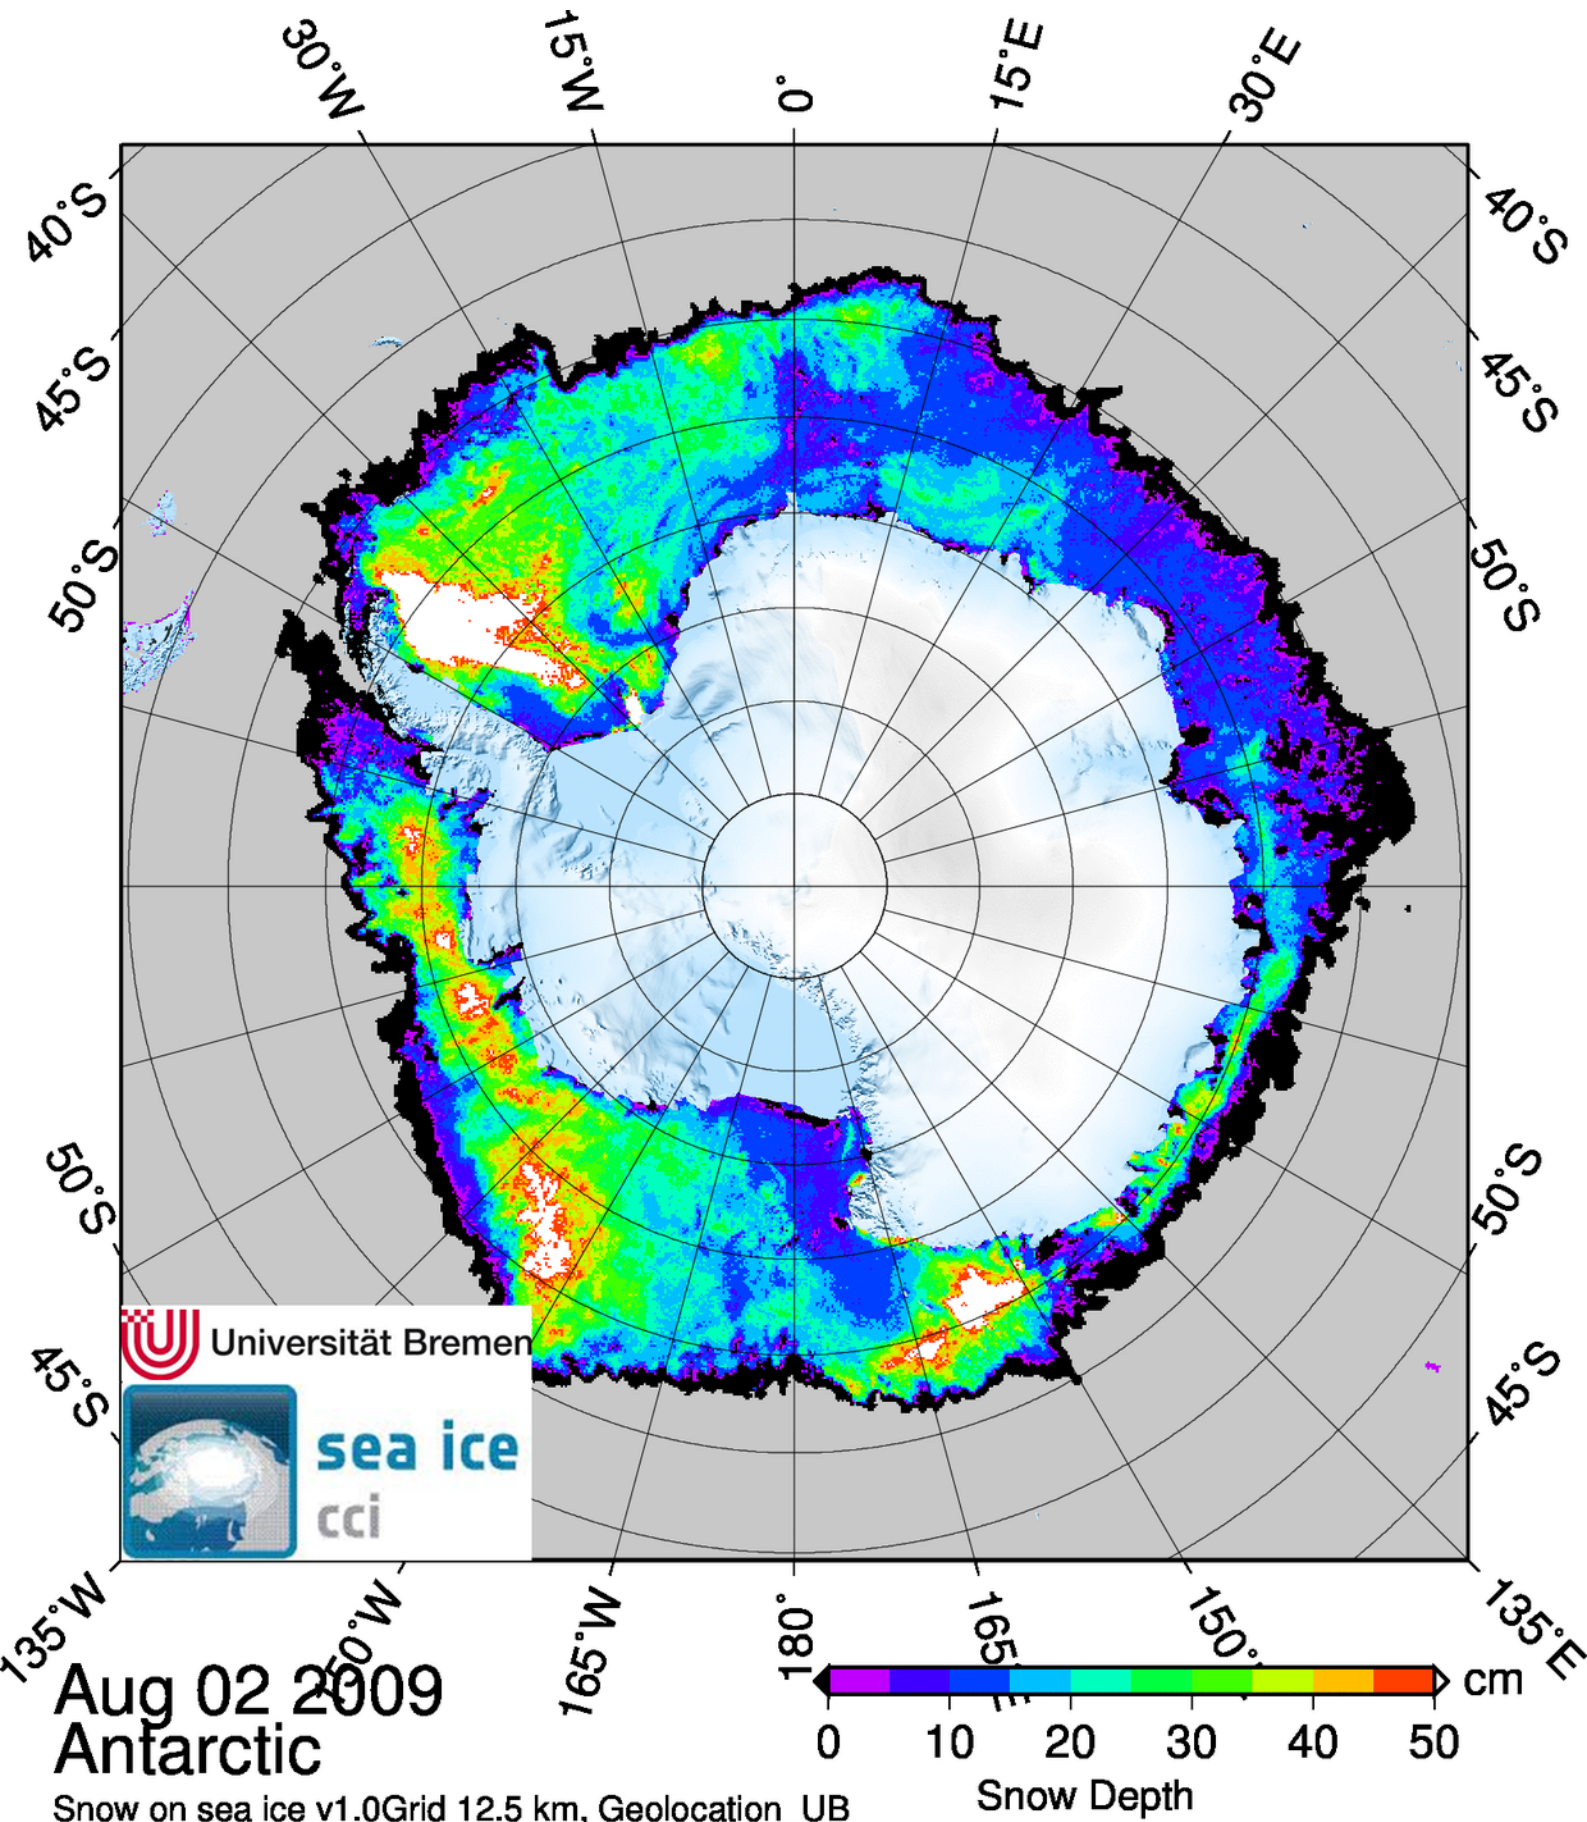 30°W 15°W 0° 15°E 30°E
40°S 40°S
45°S 45°S
50°S 50°S
50°S 50°S
45°S 45°S
Universität Bremen
sea ice
cci
135°W 165°W 180° 135°E
Aug 02 2009
Antarctic
cm
0 10 20 30 40 50
Snow Depth
Snow on sea ice v1.0Grid 12.5 km, Geolocation UB